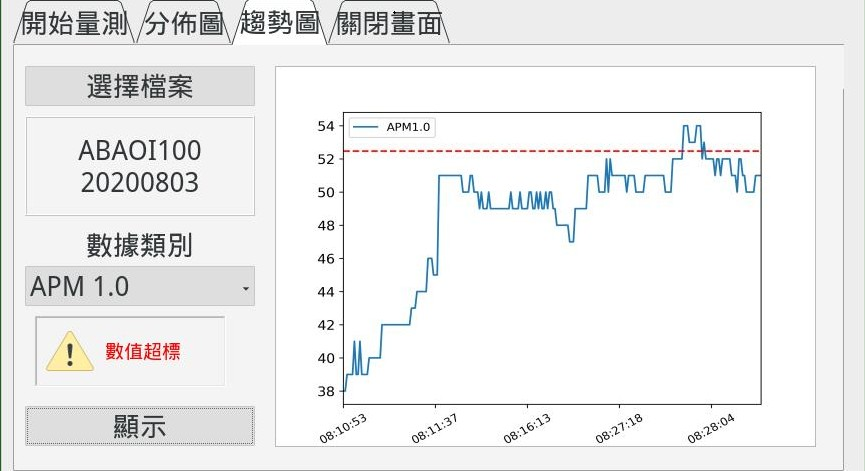 開始量測
分佈圖
趨勢圖
關閉畫面
選擇檔案
ABAOI100
20200803
數據類別
APM 1.0
數值超標
顯示
APM1.0
54
52
50
48
46
44
42
40
38
08:10:53
08:11:37
08:16:13
08:27:18
08:28:04